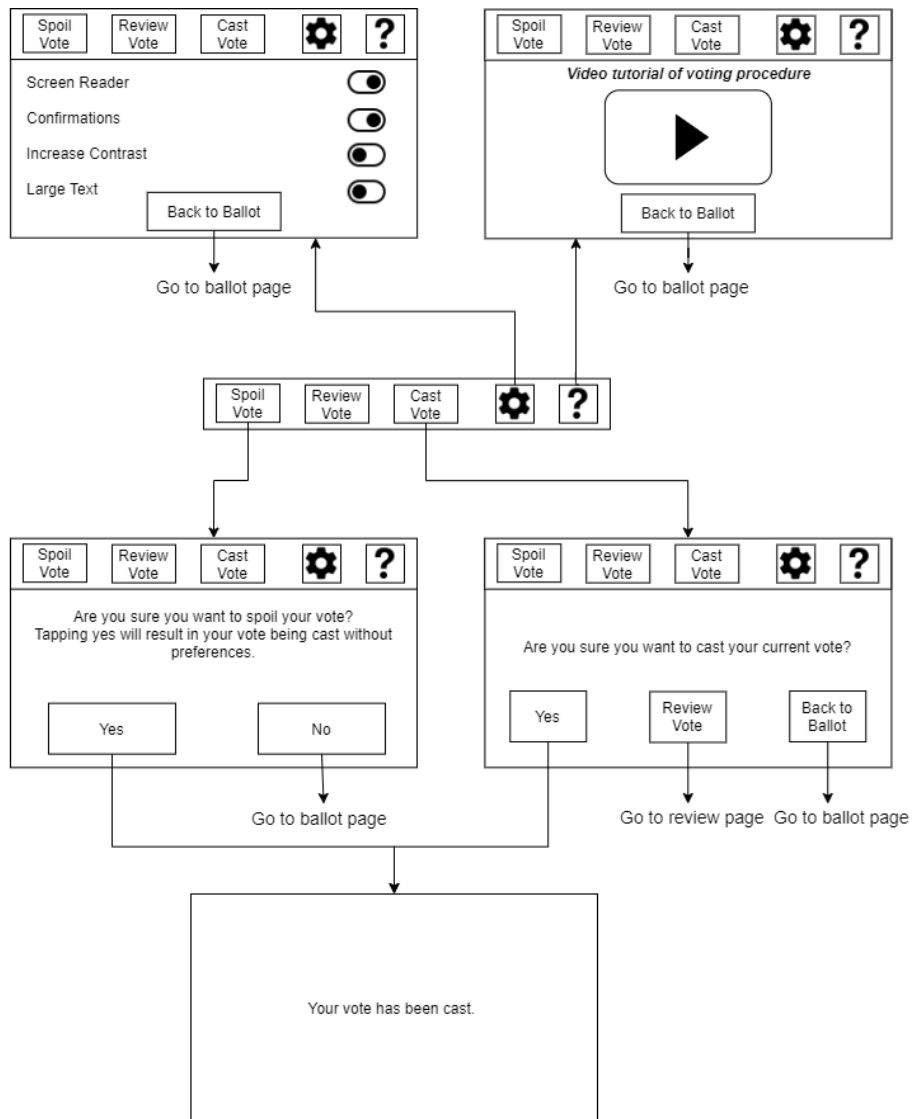 Spoil
Vote
Review
Vote
Cast
Vote
?
Screen Reader
Confirmations
Increase Contrast
Large Text
Back to Ballot
Go to ballot page
Spoil
Vote
Review
Vote
Cast
Vote
?
Video tutorial of voting procedure
Back to Ballot
Go to ballot page
Spoil
Vote
Review
Vote
Cast
Vote
?
Spoil
Vote
Review
Vote
Cast
Vote
?
Are you sure you want to spoil your vote?
Tapping yes will result in your vote being cast without
preferences.
Yes
No
Go to ballot page
Spoil
Vote
Review
Vote
Cast
Vote
?
Are you sure you want to cast your current vote?
Yes
Review
Vote
Back to
Ballot
Go to review page
Go to ballot page
Your vote has been cast.